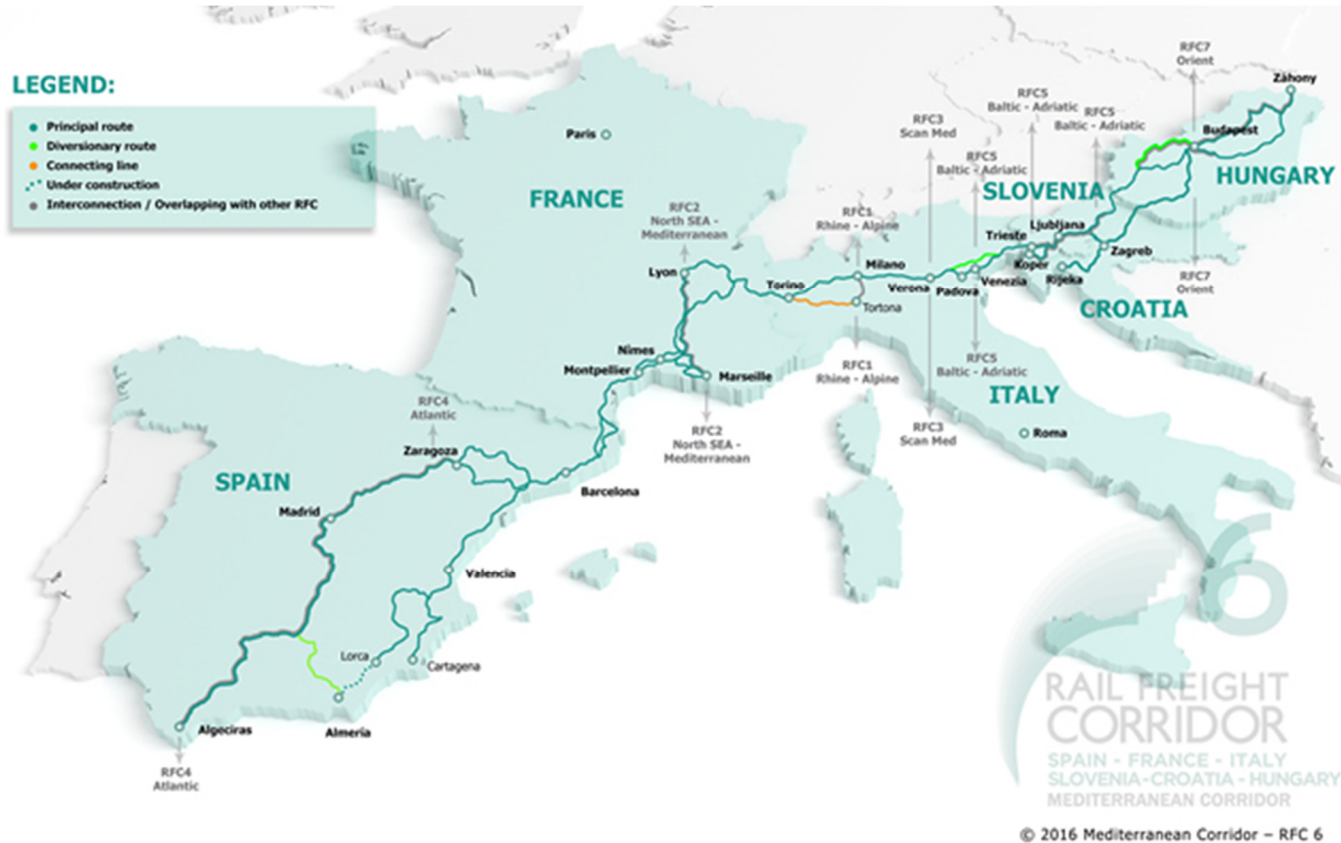 LEGEND:
Principal route
Diversionary route
Connecting line
Under construction
Interconnection / Overlapping with other RFC
RFC7
Orient
Záhony
RFC5
Baltic - Adriatic
RFC5
Baltic - Adriatic
RFC3
Scan Med
Paris
Budapest
RFC5
Baltic - Adriatic
HUNGARY
SLOVENIA
FRANCE
RFC2
North SEA -
Mediterranean
RFC1
Rhine - Alpine
Ljubljana
Trieste
Zagreb
Lyon
Milano
Koper
Rijeka
Torino
Verona
Padova
Venezia
RFC7
Orient
Tortona
CROATIA
Nîmes
Montpellier
Marseille
RFC1
Rhine - Alpine
RFC5
Baltic - Adriatic
ITALY
RFC4
Atlantic
RFC2
North SEA -
Mediterranean
RFC3
Scan Med
Roma
Zaragoza
SPAIN
Barcelona
Madrid
Valencia
6
Lorca
Cartagena
Algeciras
Almería
RFC4
Atlantic
RAIL FREIGHT
CORRIDOR
SPAIN - FRANCE - ITALY
SLOVENIA-CROATIA - HUNGARY
MEDITERRANEAN CORRIDOR
© 2016 Mediterranean Corridor – RFC 6